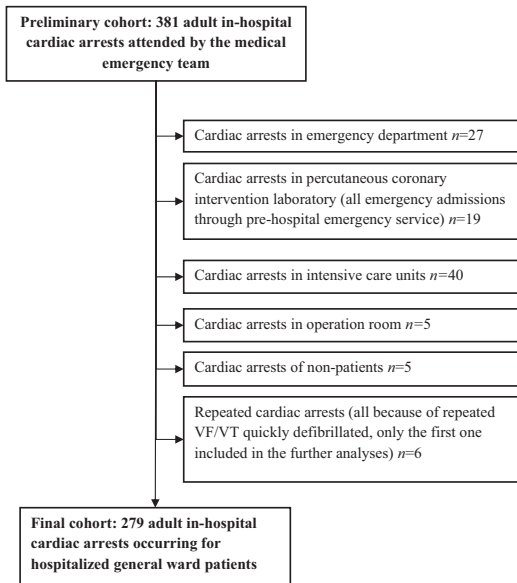 Preliminary cohort: 381 adult in-hospital
cardiac arrests attended by the medical
emergency team
Cardiac arrests in emergency department n=27
Cardiac arrests in percutaneous coronary
intervention laboratory (all emergency admissions
through pre-hospital emergency service) n=19
Cardiac arrests in intensive care units n=40
Cardiac arrests in operation room n=5
Cardiac arrests of non-patients n=5
Repeated cardiac arrests (all because of repeated
VF/VT quickly defibrillated, only the first one
included in the further analyses) n=6
Final cohort: 279 adult in-hospital
cardiac arrests occurring for
hospitalized general ward patients